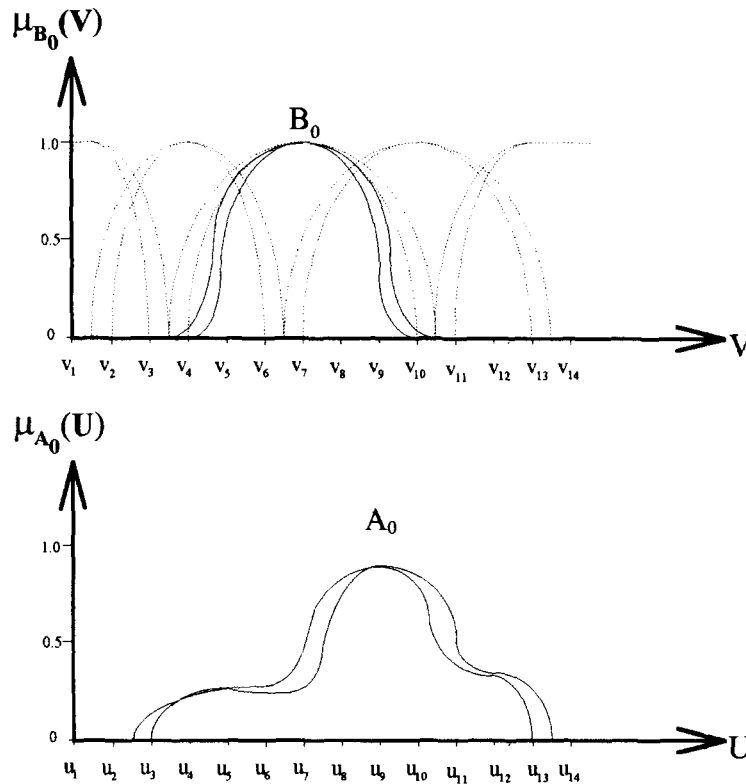 μB₀(V)
B₀
1.0
0.5
0
V
v₁ v₂ v₃ v₄ v₅ v₆ v₇ v₈ v₉ v₁₀ v₁₁ v₁₂ v₁₃ v₁₄
μA₀(U)
A₀
1.0
0.5
0
U
u₁ u₂ u₃ u₄ u₅ u₆ u₇ u₈ u₉ u₁₀ u₁₁ u₁₂ u₁₃ u₁₄